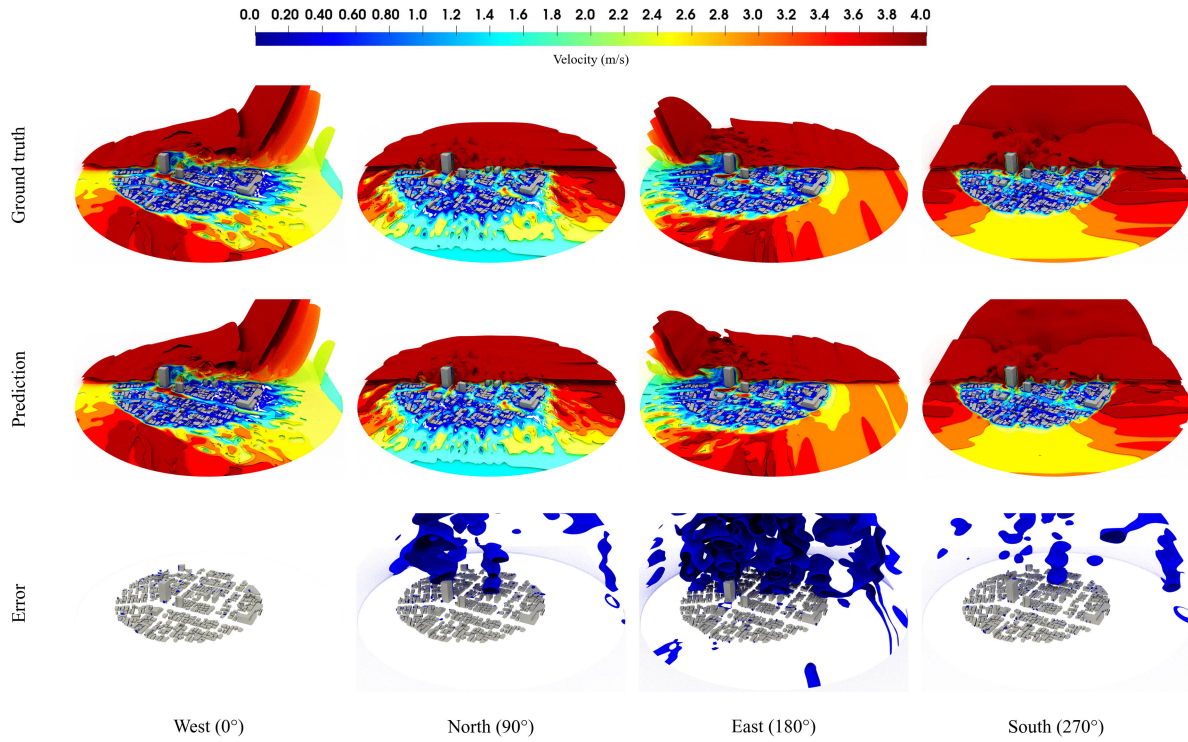 0.0 0.20 0.40 0.60 0.80 1.0 1.2 1.4 1.6 1.8 2.0 2.2 2.4 2.6 2.8 3.0 3.2 3.4 3.6 3.8 4.0
Velocity (m/s)
Ground truth
Prediction
Error
West (0°) North (90°) East (180°) South (270°)